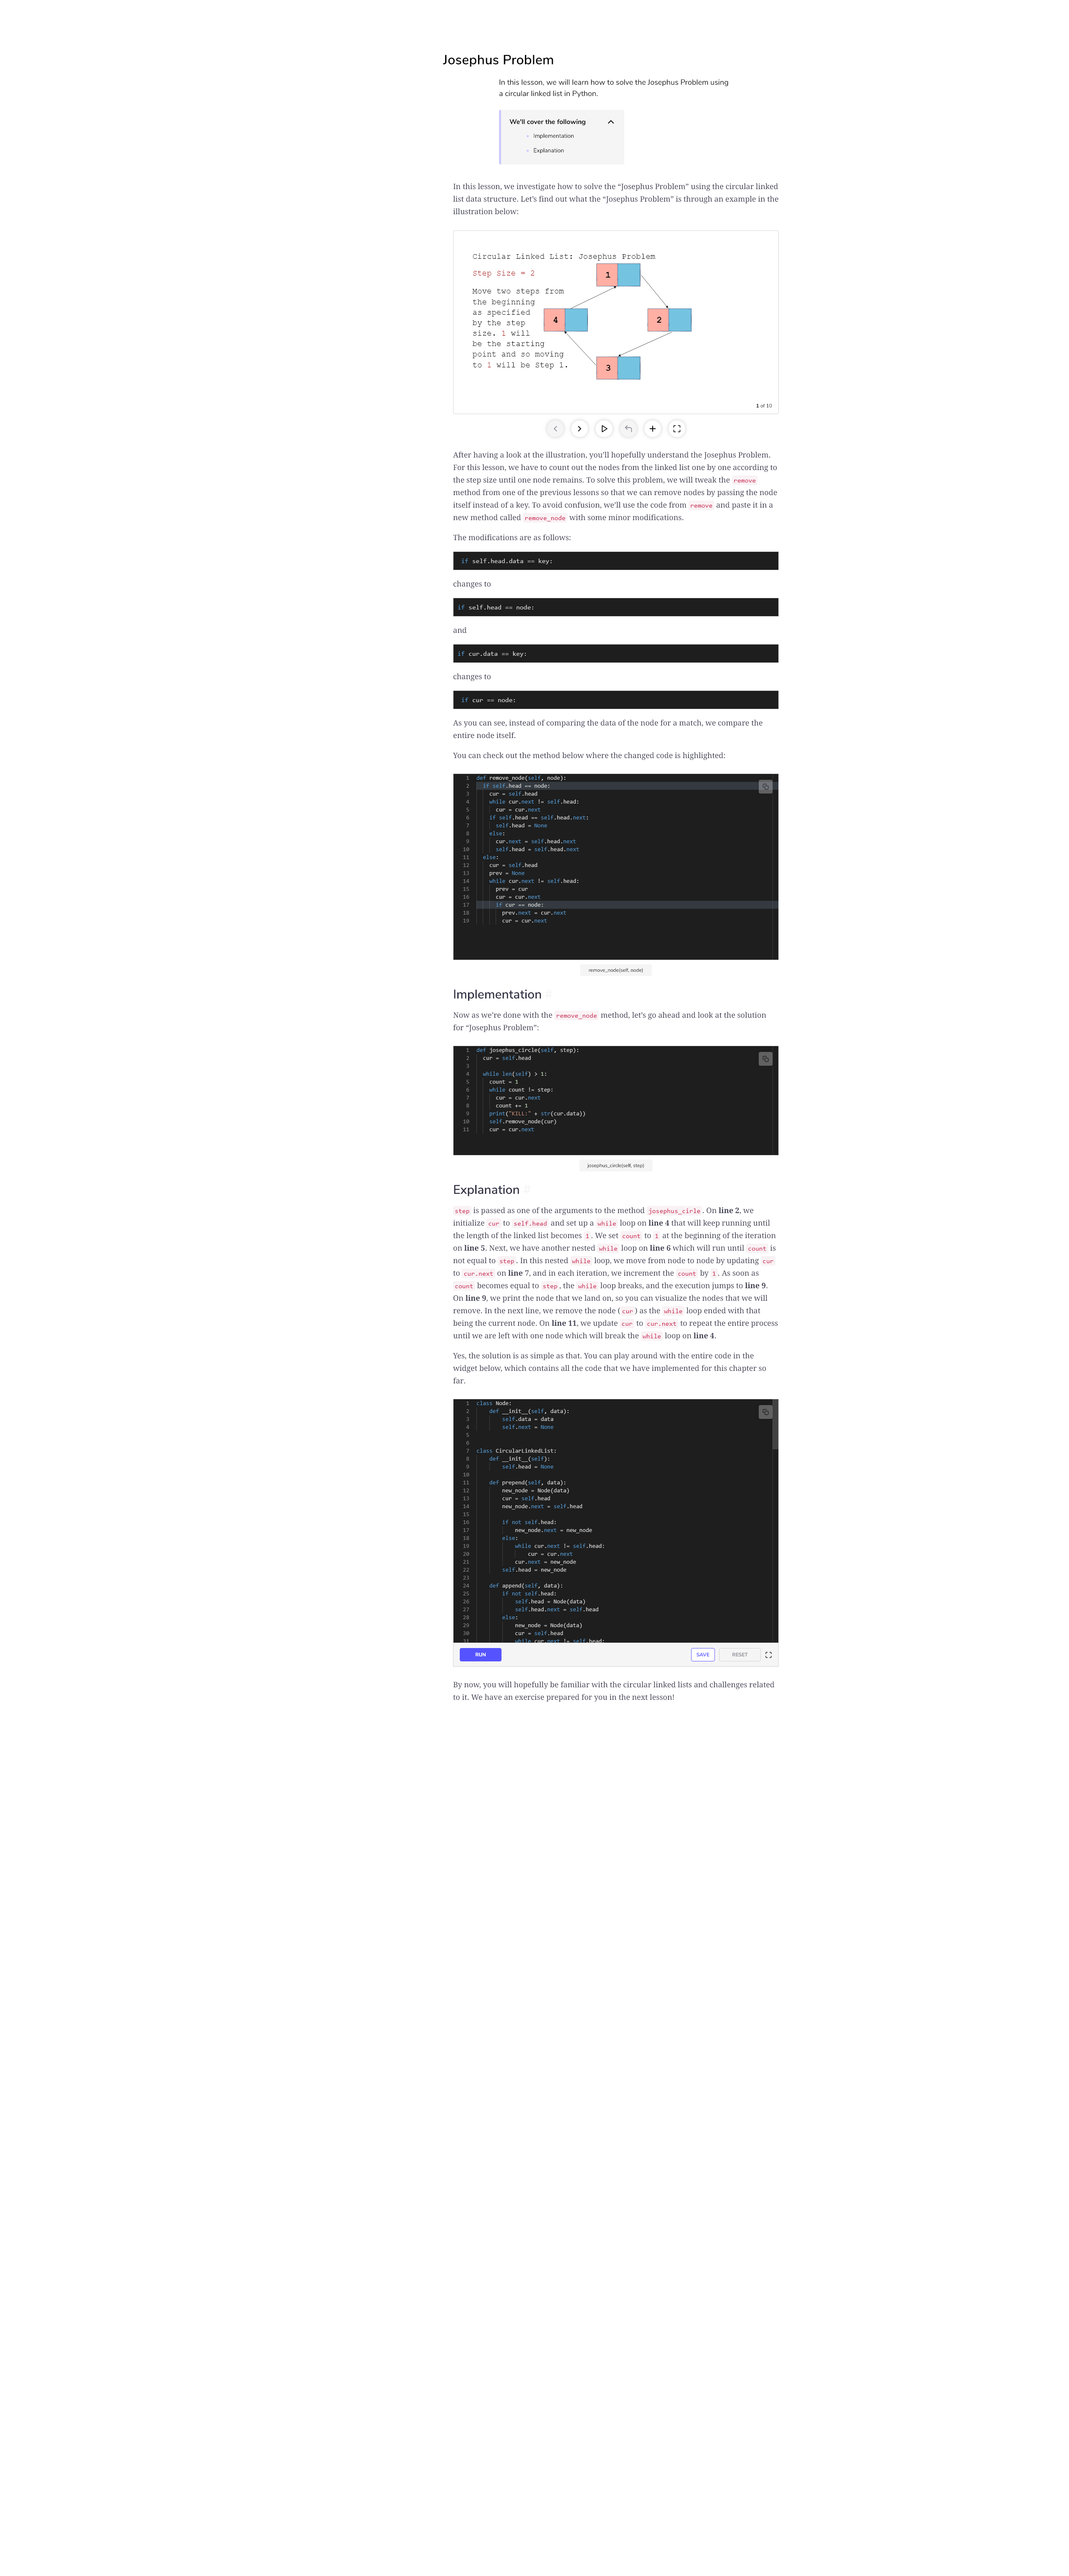 Josephus Problem
In this lesson, we will learn how to solve the Josephus Problem using
a circular linked list in Python.
We'll cover the following
Implementation
Explanation
In this lesson, we investigate how to solve the “Josephus Problem” using the circular linked
list data structure. Let’s find out what the “Josephus Problem” is through an example in the
illustration below:
Circular Linked List: Josephus Problem
Step Size = 2
Move two steps from
the beginning
as specified
by the step
size. 1 will
be the starting
point and so moving
to 1 will be Step 1.
1
4
2
3
1 of 10
After having a look at the illustration, you’ll hopefully understand the Josephus Problem.
For this lesson, we have to count out the nodes from the linked list one by one according to
the step size until one node remains. To solve this problem, we will tweak the remove
method from one of the previous lessons so that we can remove nodes by passing the node
itself instead of a key. To avoid confusion, we’ll use the code from remove and paste it in a
new method called remove_node with some minor modifications.
The modifications are as follows:
if self.head.data == key:
changes to
if self.head == node:
and
if cur.data == key:
changes to
if cur == node:
As you can see, instead of comparing the data of the node for a match, we compare the
entire node itself.
You can check out the method below where the changed code is highlighted:
1 def remove_node(self, node):
2 if self.head == node:
3 cur = self.head
4 while cur.next != self.head:
5 cur = cur.next
6 if self.head == self.head.next:
7 self.head = None
8 else:
9 cur.next = self.head.next
10 self.head = self.head.next
11 else:
12 cur = self.head
13 prev = None
14 while cur.next != self.head:
15 prev = cur
16 cur = cur.next
17 if cur == node:
18 prev.next = cur.next
19 cur = cur.next
remove_node(self, node)
Implementation
Now as we’re done with the remove_node method, let’s go ahead and look at the solution
for “Josephus Problem”:
1 def josephus_circle(self, step):
2 cur = self.head
3
4 while len(self) > 1:
5 count = 1
6 while count != step:
7 cur = cur.next
8 count += 1
9 print("KILL:" + str(cur.data))
10 self.remove_node(cur)
11 cur = cur.next
josephus_circle(self, step)
Explanation
step is passed as one of the arguments to the method josephus_cirle. On line 2, we
initialize cur to self.head and set up a while loop on line 4 that will keep running until
the length of the linked list becomes 1. We set count to 1 at the beginning of the iteration
on line 5. Next, we have another nested while loop on line 6 which will run until count is
not equal to step. In this nested while loop, we move from node to node by updating cur
to cur.next on line 7, and in each iteration, we increment the count by 1. As soon as
count becomes equal to step, the while loop breaks, and the execution jumps to line 9.
On line 9, we print the node that we land on, so you can visualize the nodes that we will
remove. In the next line, we remove the node (cur) as the while loop ended with that
being the current node. On line 11, we update cur to cur.next to repeat the entire process
until we are left with one node which will break the while loop on line 4.
Yes, the solution is as simple as that. You can play around with the entire code in the
widget below, which contains all the code that we have implemented for this chapter so
far.
1 class Node:
2 def __init__(self, data):
3 self.data = data
4 self.next = None
5
6
7 class CircularLinkedList:
8 def __init__(self):
9 self.head = None
10
11 def prepend(self, data):
12 new_node = Node(data)
13 cur = self.head
14 new_node.next = self.head
15
16 if not self.head:
17 new_node.next = new_node
18 else:
19 while cur.next != self.head:
20 cur = cur.next
21 cur.next = new_node
22 self.head = new_node
23
24 def append(self, data):
25 if not self.head:
26 self.head = Node(data)
27 self.head.next = self.head
28 else:
29 new_node = Node(data)
30 cur = self.head
31 while cur.next != self.head:
RUN
SAVE
RESET
By now, you will hopefully be familiar with the circular linked lists and challenges related
to it. We have an exercise prepared for you in the next lesson!